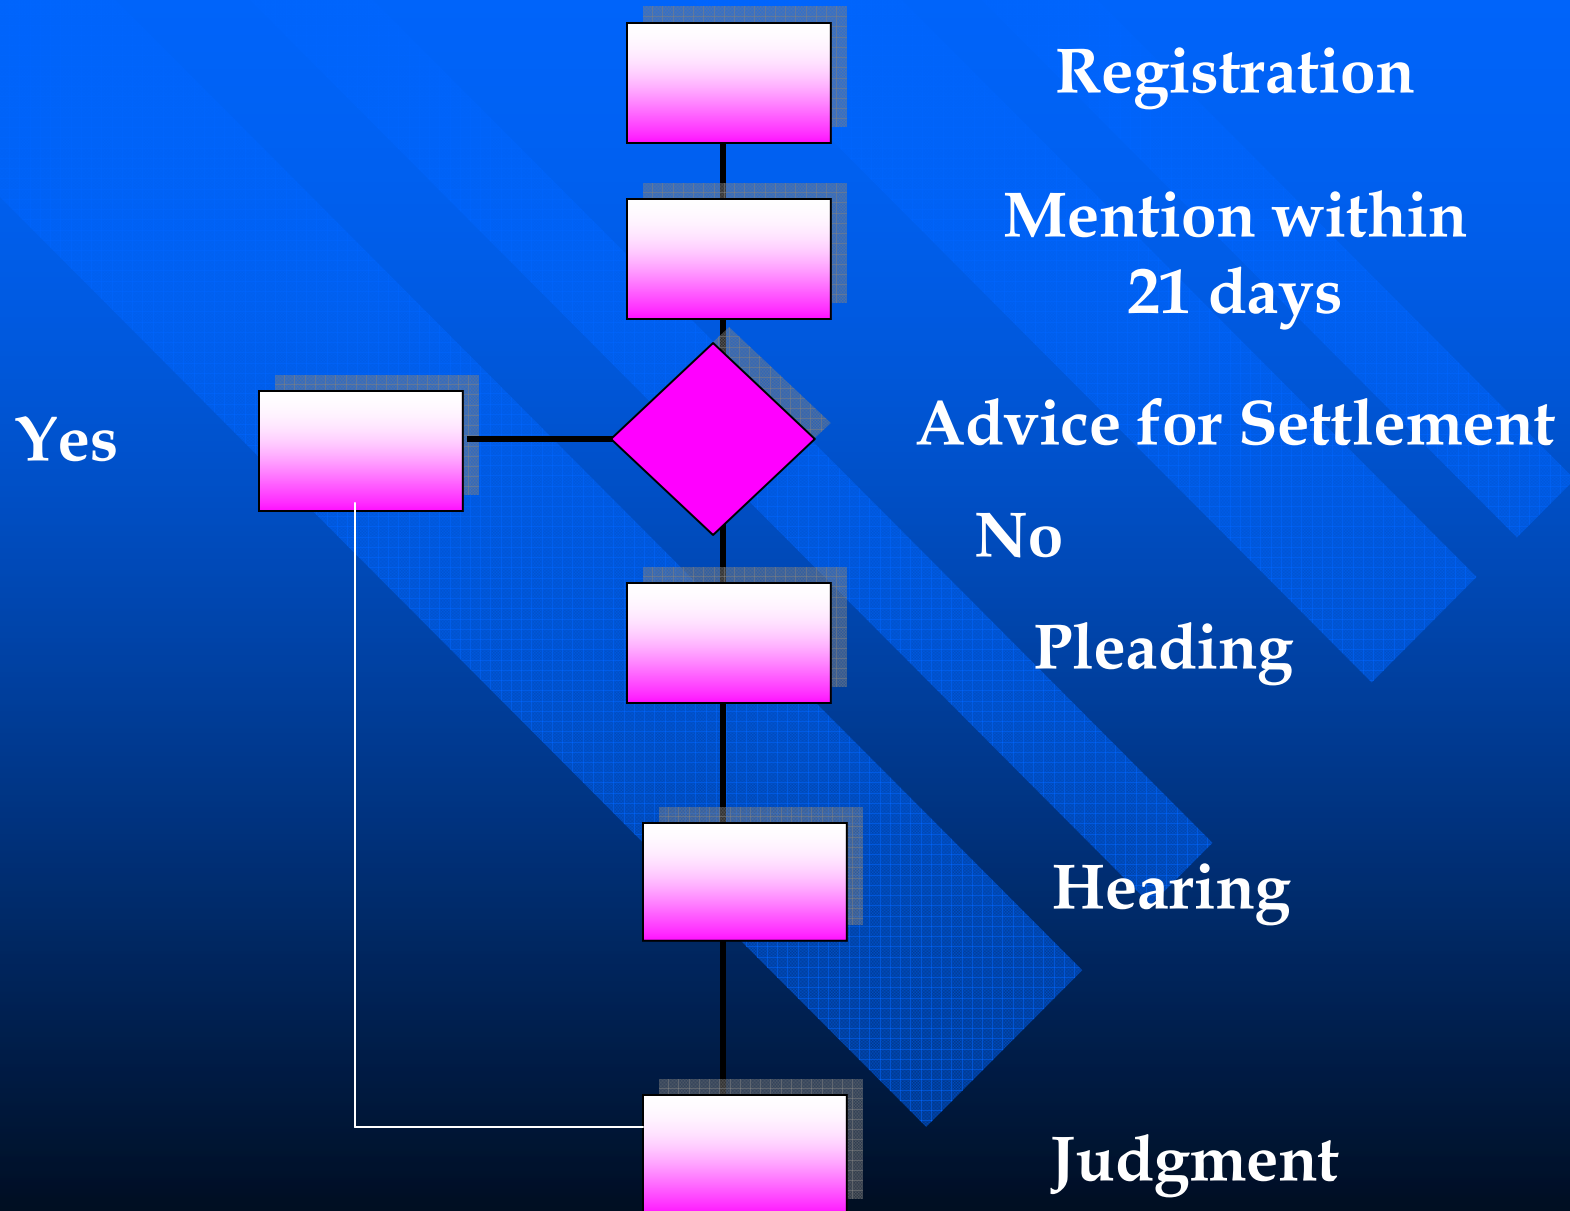 Registration
Mention within
21 days
Advice for Settlement
Yes
No
Pleading
Hearing
Judgment